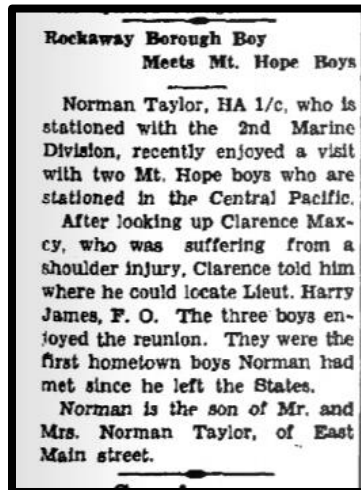 Rockaway Borough Boy
Meets Mt. Hope Boys
Norman Taylor, HA 1/c, who is
stationed with the 2nd Marine
Division, recently enjoyed a visit
with two Mt. Hope boys who are
stationed in the Central Pacific.
After looking up Clarence Max-
cy, who was suffering from a
shoulder injury, Clarence told him
where he could locate Lieut. Harry
James, F. O. The three boys en-
joyed the reunion. They were the
first hometown boys Norman had
met since he left the States.
Norman is the son of Mr. and
Mrs. Norman Taylor, of East
Main street.